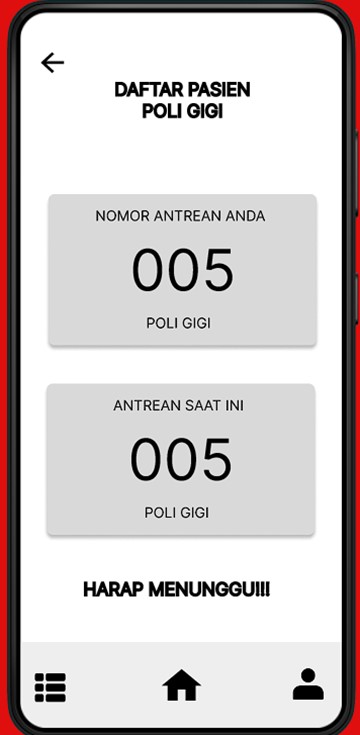 DAFTAR PASIEN
POLI GIGI
NOMOR ANTREAN ANDA
005
POLI GIGI
ANTREAN SAAT INI
005
POLI GIGI
HARAP MENUNGGU!!!